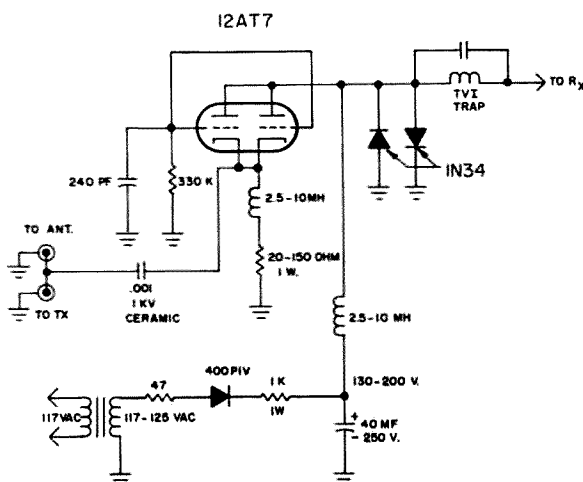 12AT7
TO RX
TVI
TRAP
1N34
240 PF
330 K
2.5-10MH
TO ANT.
20-150 OHM
1 W.
.001
1 KV
CERAMIC
TO TX
2.5-10 MH
400PIV
47
1 K
1W
130-200 V.
117VAC
117-125 VAC
+
40 MF
- 250 V.